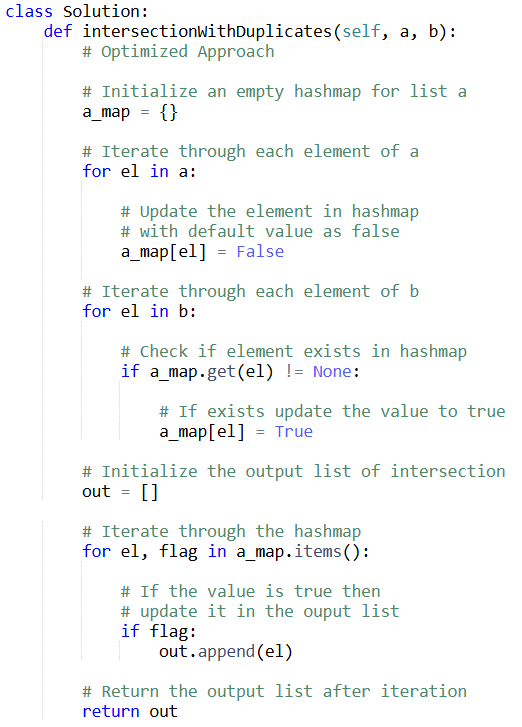 class Solution:
    def intersectionWithDuplicates(self, a, b):
        # Optimized Approach

        # Initialize an empty hashmap for list a
        a_map = {}

        # Iterate through each element of a
        for el in a:

            # Update the element in hashmap
            # with default value as false
            a_map[el] = False

        # Iterate through each element of b
        for el in b:

            # Check if element exists in hashmap
            if a_map.get(el) != None:

                # If exists update the value to true
                a_map[el] = True

        # Initialize the output list of intersection
        out = []

        # Iterate through the hashmap
        for el, flag in a_map.items():

            # If the value is true then
            # update it in the ouput list
            if flag:
                out.append(el)

        # Return the output list after iteration
        return out